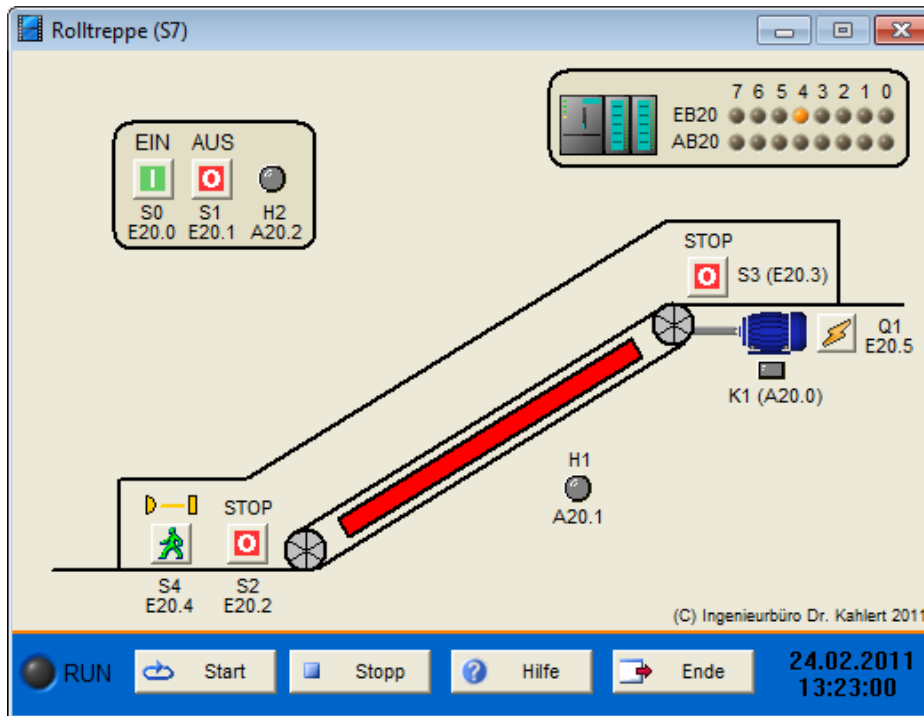 Rolltreppe (S7)
7 6 5 4 3 2 1 0
EB20
AB20
EIN AUS
S0 S1 H2
E20.0 E20.1 A20.2
STOP
S3 (E20.3)
Q1
E20.5
K1 (A20.0)
H1
A20.1
STOP
S4 S2
E20.4 E20.2
(C) Ingenieurbüro Dr. Kahlert 2011
RUN Start Stopp Hilfe Ende
24.02.2011
13:23:00